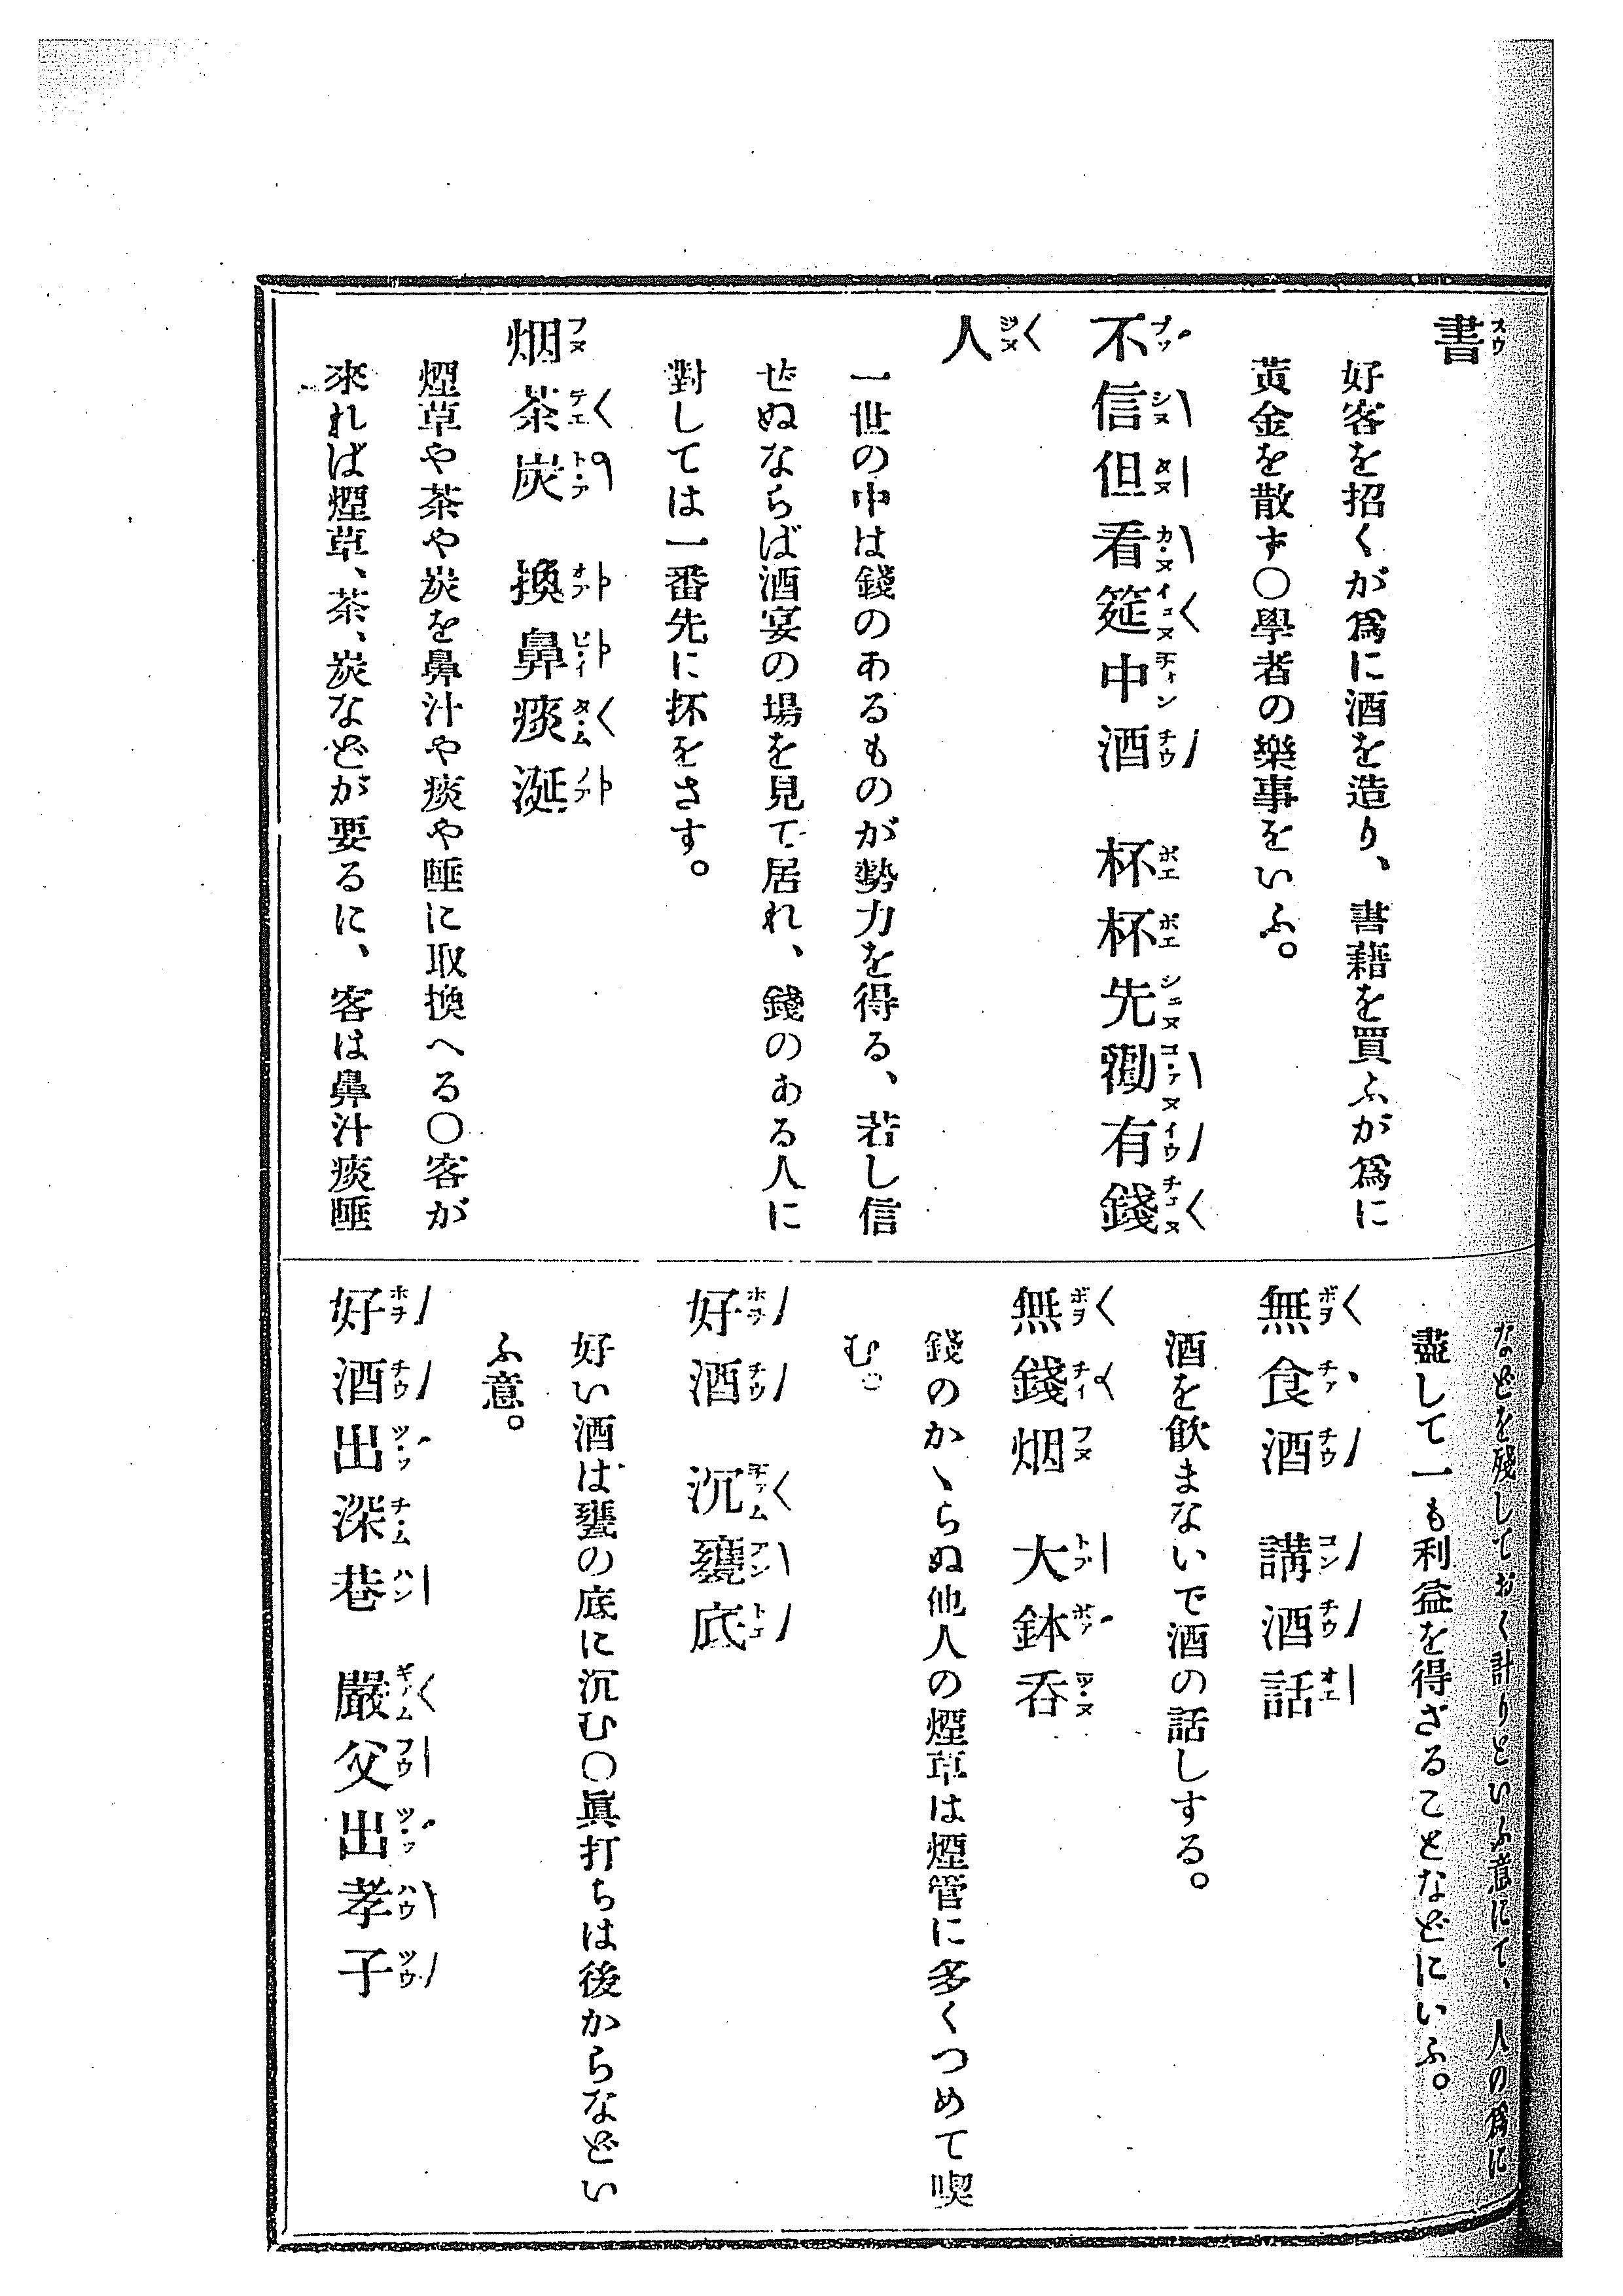 書
好客を招くが爲に酒を造り、書籍を買ふが爲に
黃金を散ず〇學者の樂事をいふ。
不信但看筵中酒 杯杯先勸有錢
人
一世の中は錢のあるものが勢力を得る、若し信
ぜぬならば酒宴の場を見て居れ、錢のある人に
對しては一番先に抔をさす。
烟茶炭 換鼻痰涎
煙草や茶や炭を鼻汁や痰や唾に取換へる〇客が
來れば煙草、茶、炭などが要るに、客は鼻汁痰唾
などを殘しておく計りといふ意にて、人の爲に
盡して一も利益を得ざることなどにいふ。
無食酒 講酒話
酒を飲まないで酒の話しする。
無錢烟 大鉢吞
錢のかゝらぬ他人の煙草は煙管に多くつめて喫
む。
好酒 沉甕底
好い酒は甕の底に沉む〇眞打ちは後からなどい
ふ意。
好酒出深巷 嚴父出孝子